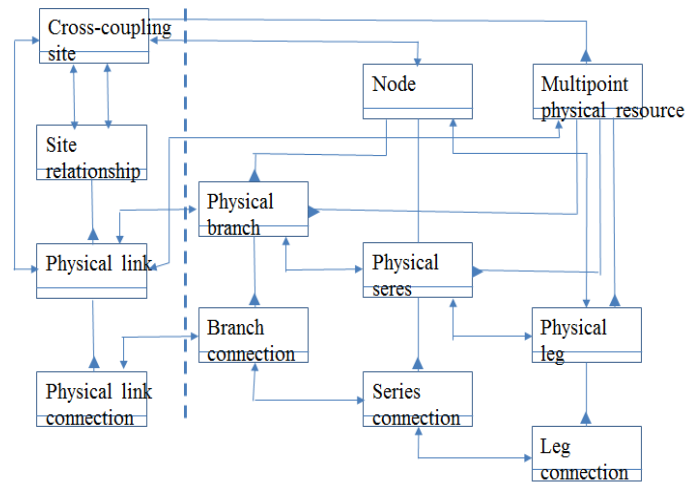 Cross-coupling
site
Node
Multipoint
physical resource
Site
relationship
Physical
branch
Physical link
Physical
seres
Branch
connection
Physical
leg
Physical link
connection
Series
connection
Leg
connection